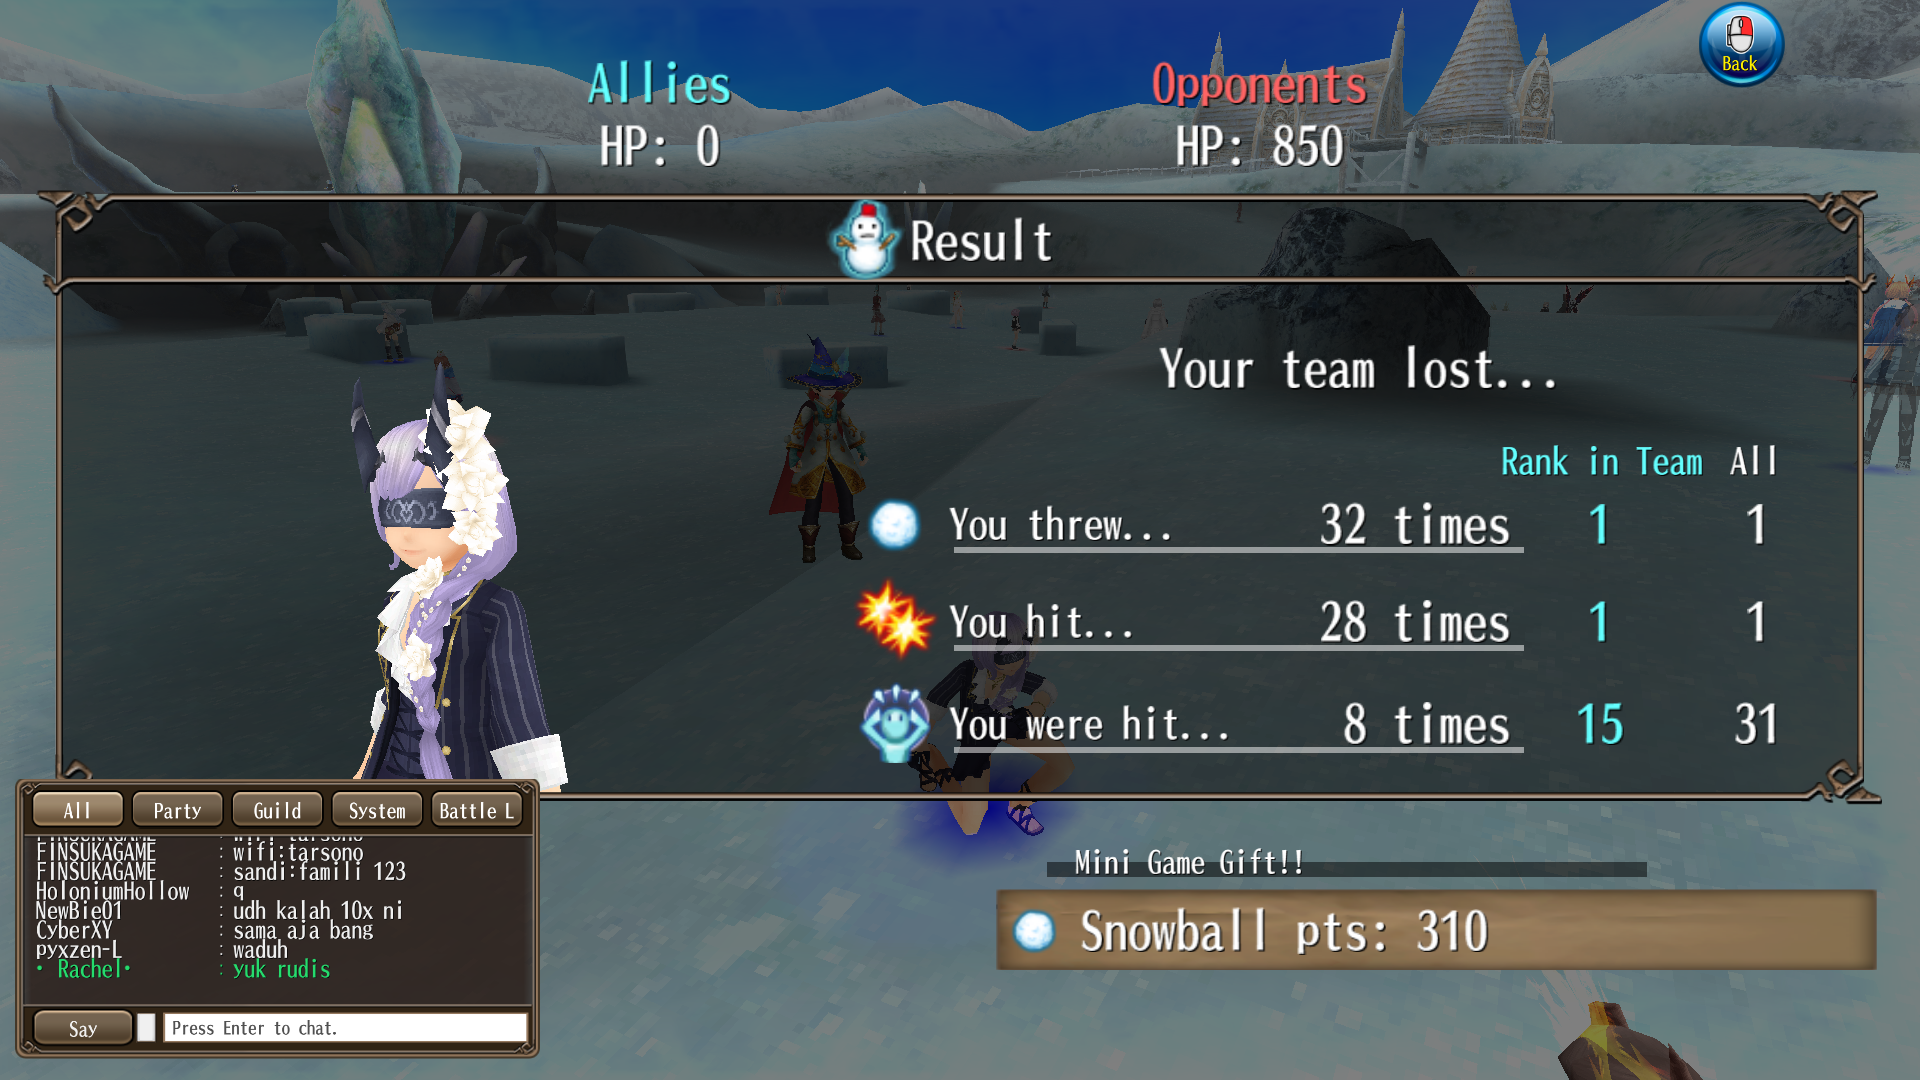 Back
Allies
HP: 0
Opponents
HP: 850
Result
Your team lost...
Rank in Team All
You threw... 32 times 1 1
You hit... 28 times 1 1
You were hit... 8 times 15 31
Mini Game Gift!!
Snowball pts: 310
All Party Guild System Battle L
FINSUKAGAME : wifi:tarsono
FINSUKAGAME : wifi:tarsono
FINSUKAGAME : sandi:famili 123
HoloniumHollow : q
NewBie01 : udh kalah 10x ni
CyberXY : sama aja bang
pyxzen-L : waduh
• Rachel• : yuk rudis
Say Press Enter to chat.